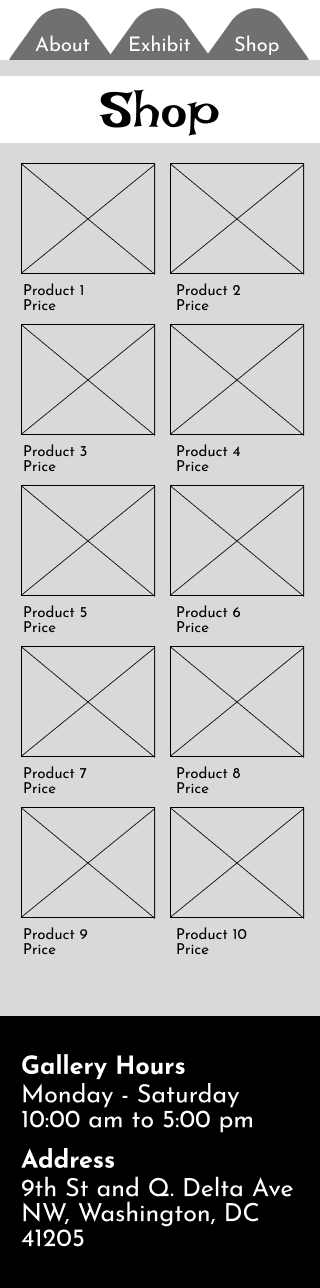 About Exhibit Shop
Shop
Product 1
Price
Product 2
Price
Product 3
Price
Product 4
Price
Product 5
Price
Product 6
Price
Product 7
Price
Product 8
Price
Product 9
Price
Product 10
Price
Gallery Hours
Monday - Saturday
10:00 am to 5:00 pm
Address
9th St and Q. Delta Ave
NW, Washington, DC
41205